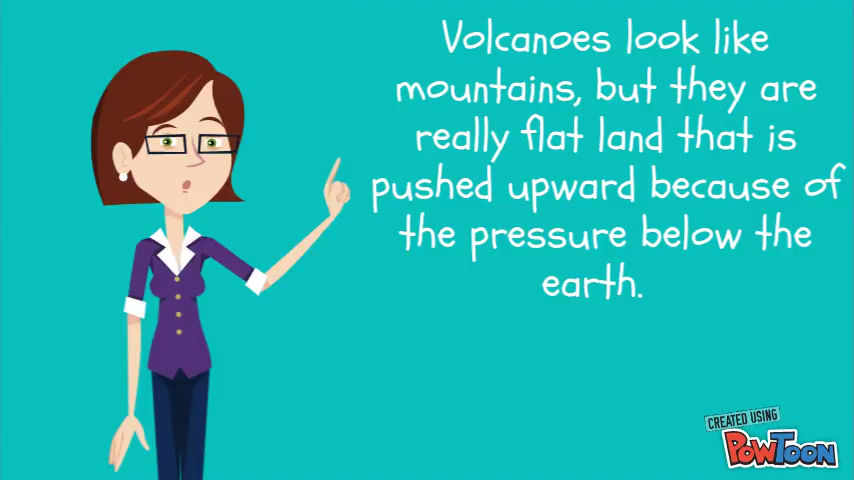 Volcanoes look like
mountains, but they are
really flat land that is
pushed upward because of
the pressure below the
earth.
CREATED USING
POWTOON